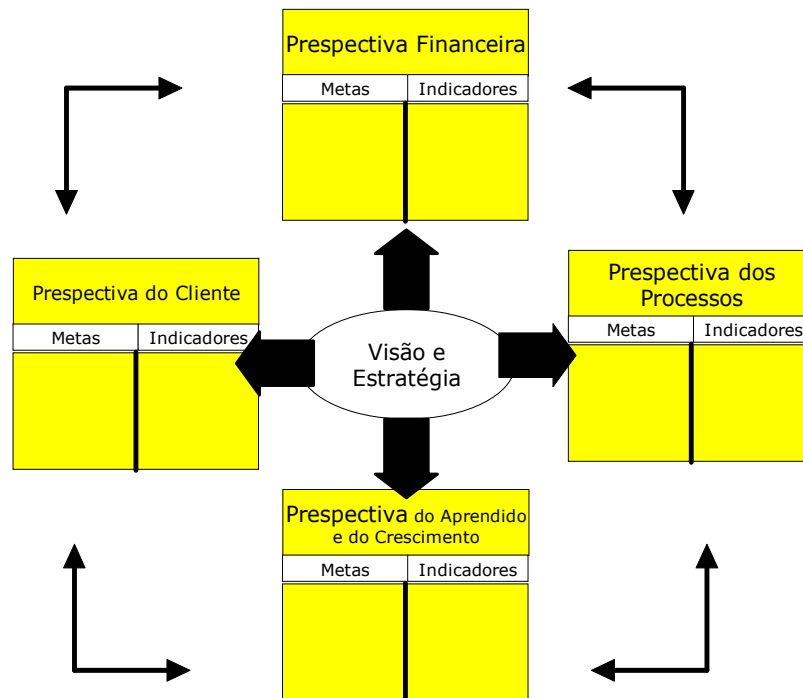 Prespectiva Financeira
Metas Indicadores
Prespectiva do Cliente
Metas Indicadores
Visão e
Estratégia
Prespectiva dos
Processos
Metas Indicadores
Prespectiva do Aprendido
e do Crescimento
Metas Indicadores